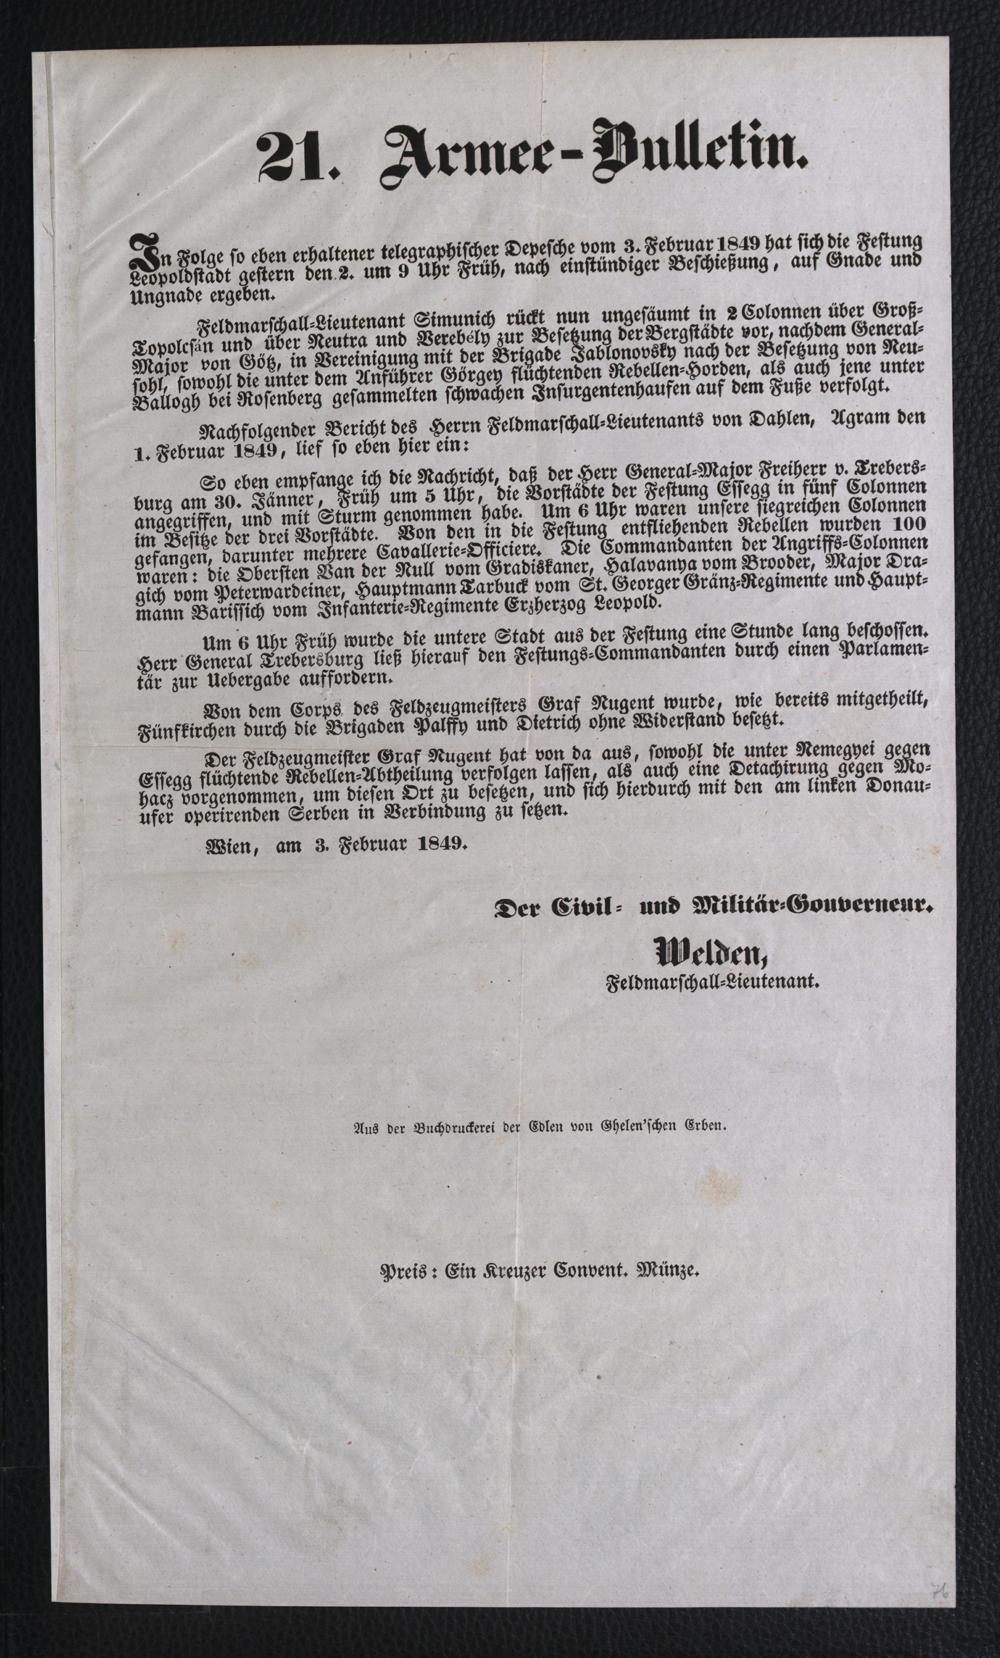 21. Armee-Bulletin.
In Folge so eben erhaltener telegraphischer Depesche vom 3. Februar 1849 hat sich die Festung
Leopoldstadt gestern den 2. um 9 Uhr Früh, nach einstündiger Beschießung, auf Gnade und
Ungnade ergeben.
Feldmarschall-Lieutenant Simunich rückt nun ungesäumt in 2 Colonnen über Groß-
Topolcsán und über Neutra und Verebély zur Besetzung der Bergstädte vor, nachdem General-
Major von Götz, in Vereinigung mit der Brigade Jablonovsky nach der Besetzung von Neu-
sohl, sowohl die unter dem Anführer Görgey flüchtenden Rebellen-Horden, als auch jene unter
Ballogh bei Rosenberg gesammelten schwachen Insurgentenhaufen auf dem Fuße verfolgt.
Nachfolgender Bericht des Herrn Feldmarschall-Lieutenants von Dahlen, Agram den
1. Februar 1849, lief so eben hier ein:
So eben empfange ich die Nachricht, daß der Herr General-Major Freiherr v. Trebers-
burg am 30. Jänner, Früh um 5 Uhr, die Vorstädte der Festung Essegg in fünf Colonnen
angegriffen, und mit Sturm genommen habe. Um 6 Uhr waren unsere siegreichen Colonnen
im Besitze der drei Vorstädte. Von den in die Festung entfliehenden Rebellen wurden 100
gefangen, darunter mehrere Cavallerie-Officiere. Die Commandanten der Angriffs-Colonnen
waren: die Obersten Van der Null vom Gradiskaner, Halavanya vom Brooder, Major Dra-
gich vom Peterwardeiner, Hauptmann Tarbuck vom St. Georger Gränz-Regimente und Haupt-
mann Barissich vom Infanterie-Regimente Erzherzog Leopold.
Um 6 Uhr Früh wurde die untere Stadt aus der Festung eine Stunde lang beschossen.
Herr General Trebersburg ließ hierauf den Festungs-Commandanten durch einen Parlamen-
tär zur Uebergabe auffordern.
Von dem Corps des Feldzeugmeisters Graf Nugent wurde, wie bereits mitgetheilt,
Fünfkirchen durch die Brigaden Palffy und Dietrich ohne Widerstand besetzt.
Der Feldzeugmeister Graf Nugent hat von da aus, sowohl die unter Nemegyei gegen
Essegg flüchtende Rebellen-Abtheilung verfolgen lassen, als auch eine Detachirung gegen Mo-
hacz vorgenommen, um diesen Ort zu besetzen, und sich hierdurch mit den am linken Donau-
ufer operirenden Serben in Verbindung zu setzen.
Wien, am 3. Februar 1849.
Der Civil- und Militär-Gouverneur.
Welden,
Feldmarschall-Lieutenant.
Aus der Buchdruckerei der Edlen von Ghelen'schen Erben.
Preis: Ein Kreuzer Convent. Münze.
76